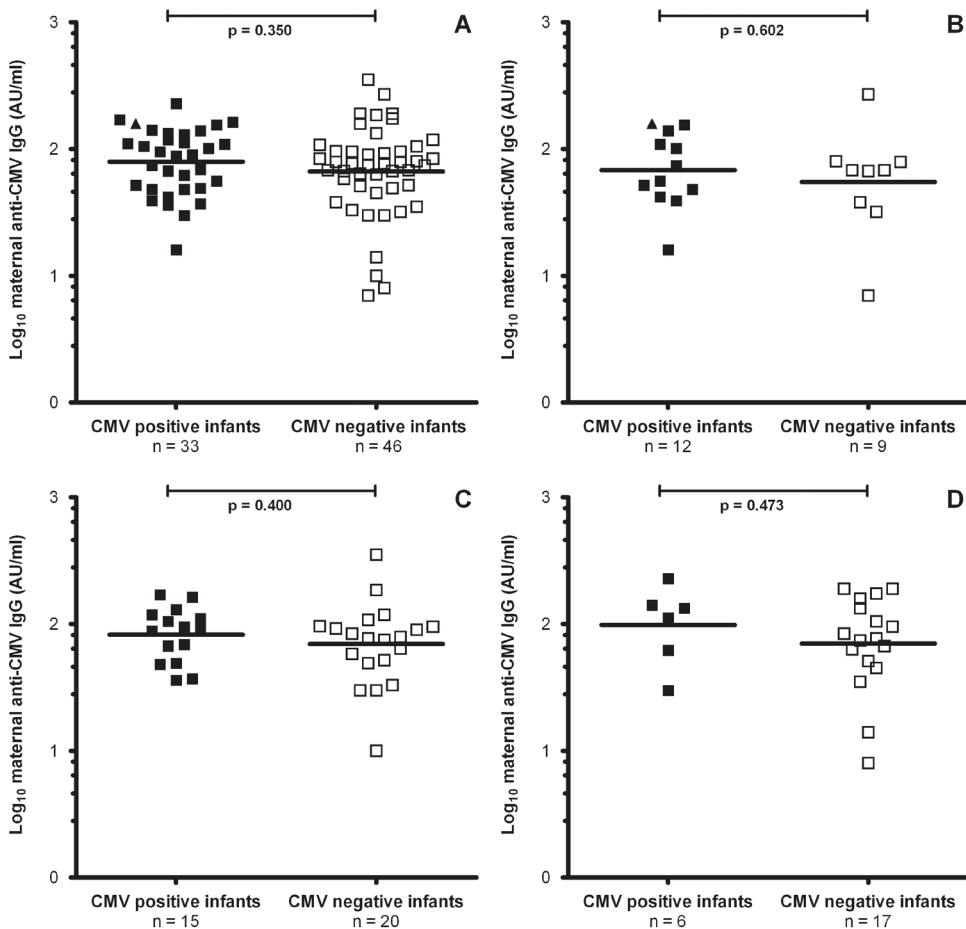 A
p = 0.350
Log10 maternal anti-CMV IgG (AU/ml)
3
2
1
0
CMV positive infants
n = 33
CMV negative infants
n = 46
B
p = 0.602
Log10 maternal anti-CMV IgG (AU/ml)
3
2
1
0
CMV positive infants
n = 12
CMV negative infants
n = 9
C
p = 0.400
Log10 maternal anti-CMV IgG (AU/ml)
3
2
1
0
CMV positive infants
n = 15
CMV negative infants
n = 20
D
p = 0.473
Log10 maternal anti-CMV IgG (AU/ml)
3
2
1
0
CMV positive infants
n = 6
CMV negative infants
n = 17